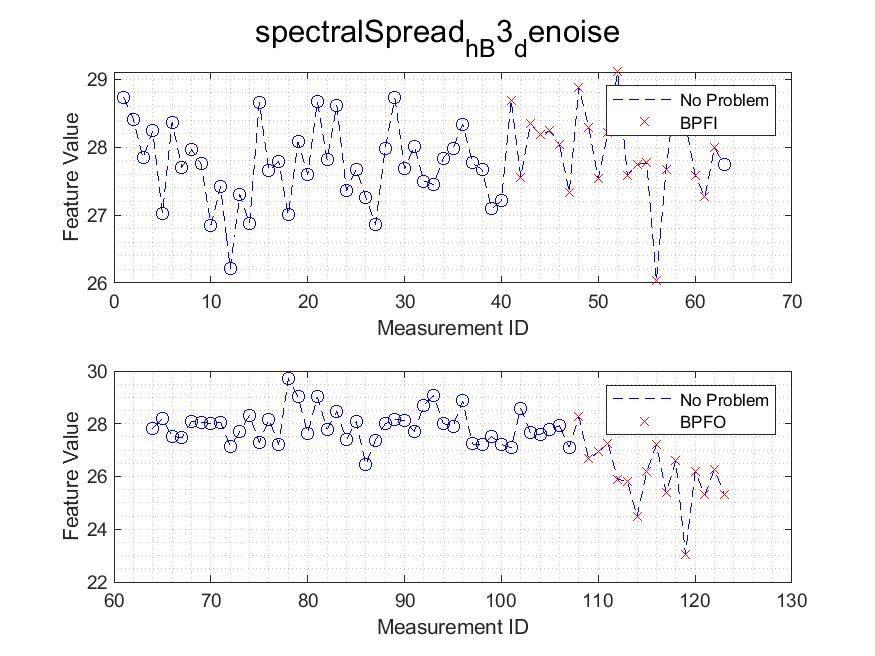 spectralSpread_hB3_denoise
29
28
27
26
Feature Value
No Problem
BPFI
0 10 20 30 40 50 60 70
Measurement ID
30
28
26
24
22
Feature Value
No Problem
BPFO
60 70 80 90 100 110 120 130
Measurement ID